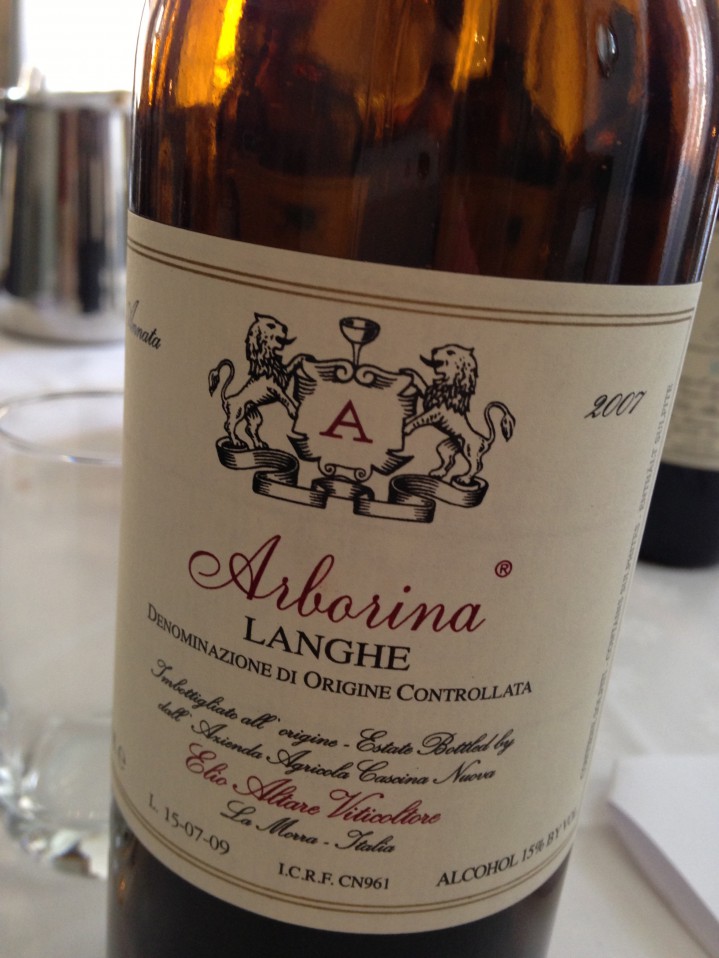 Annata
2007
A
Arborina ®
LANGHE
DENOMINAZIONE DI ORIGINE CONTROLLATA
Imbottigliato all'origine - Estate Bottled by
dall'Azienda Agricola Cascina Nuova
Elio Altare Viticoltore
La Morra - Italia
L. 15-07-09
I.C.R.F. CN961
ALCOHOL 15% BY VOL